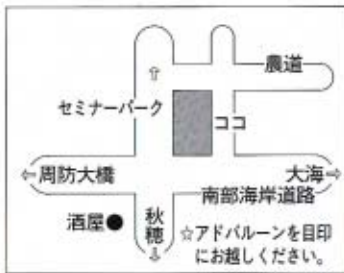 農道
⇧
セミナーパーク
ココ
⇦周防大橋
大海⇨
南部海岸道路
酒屋●
秋穂
⇩
☆アドバルーンを目印
にお越しください。